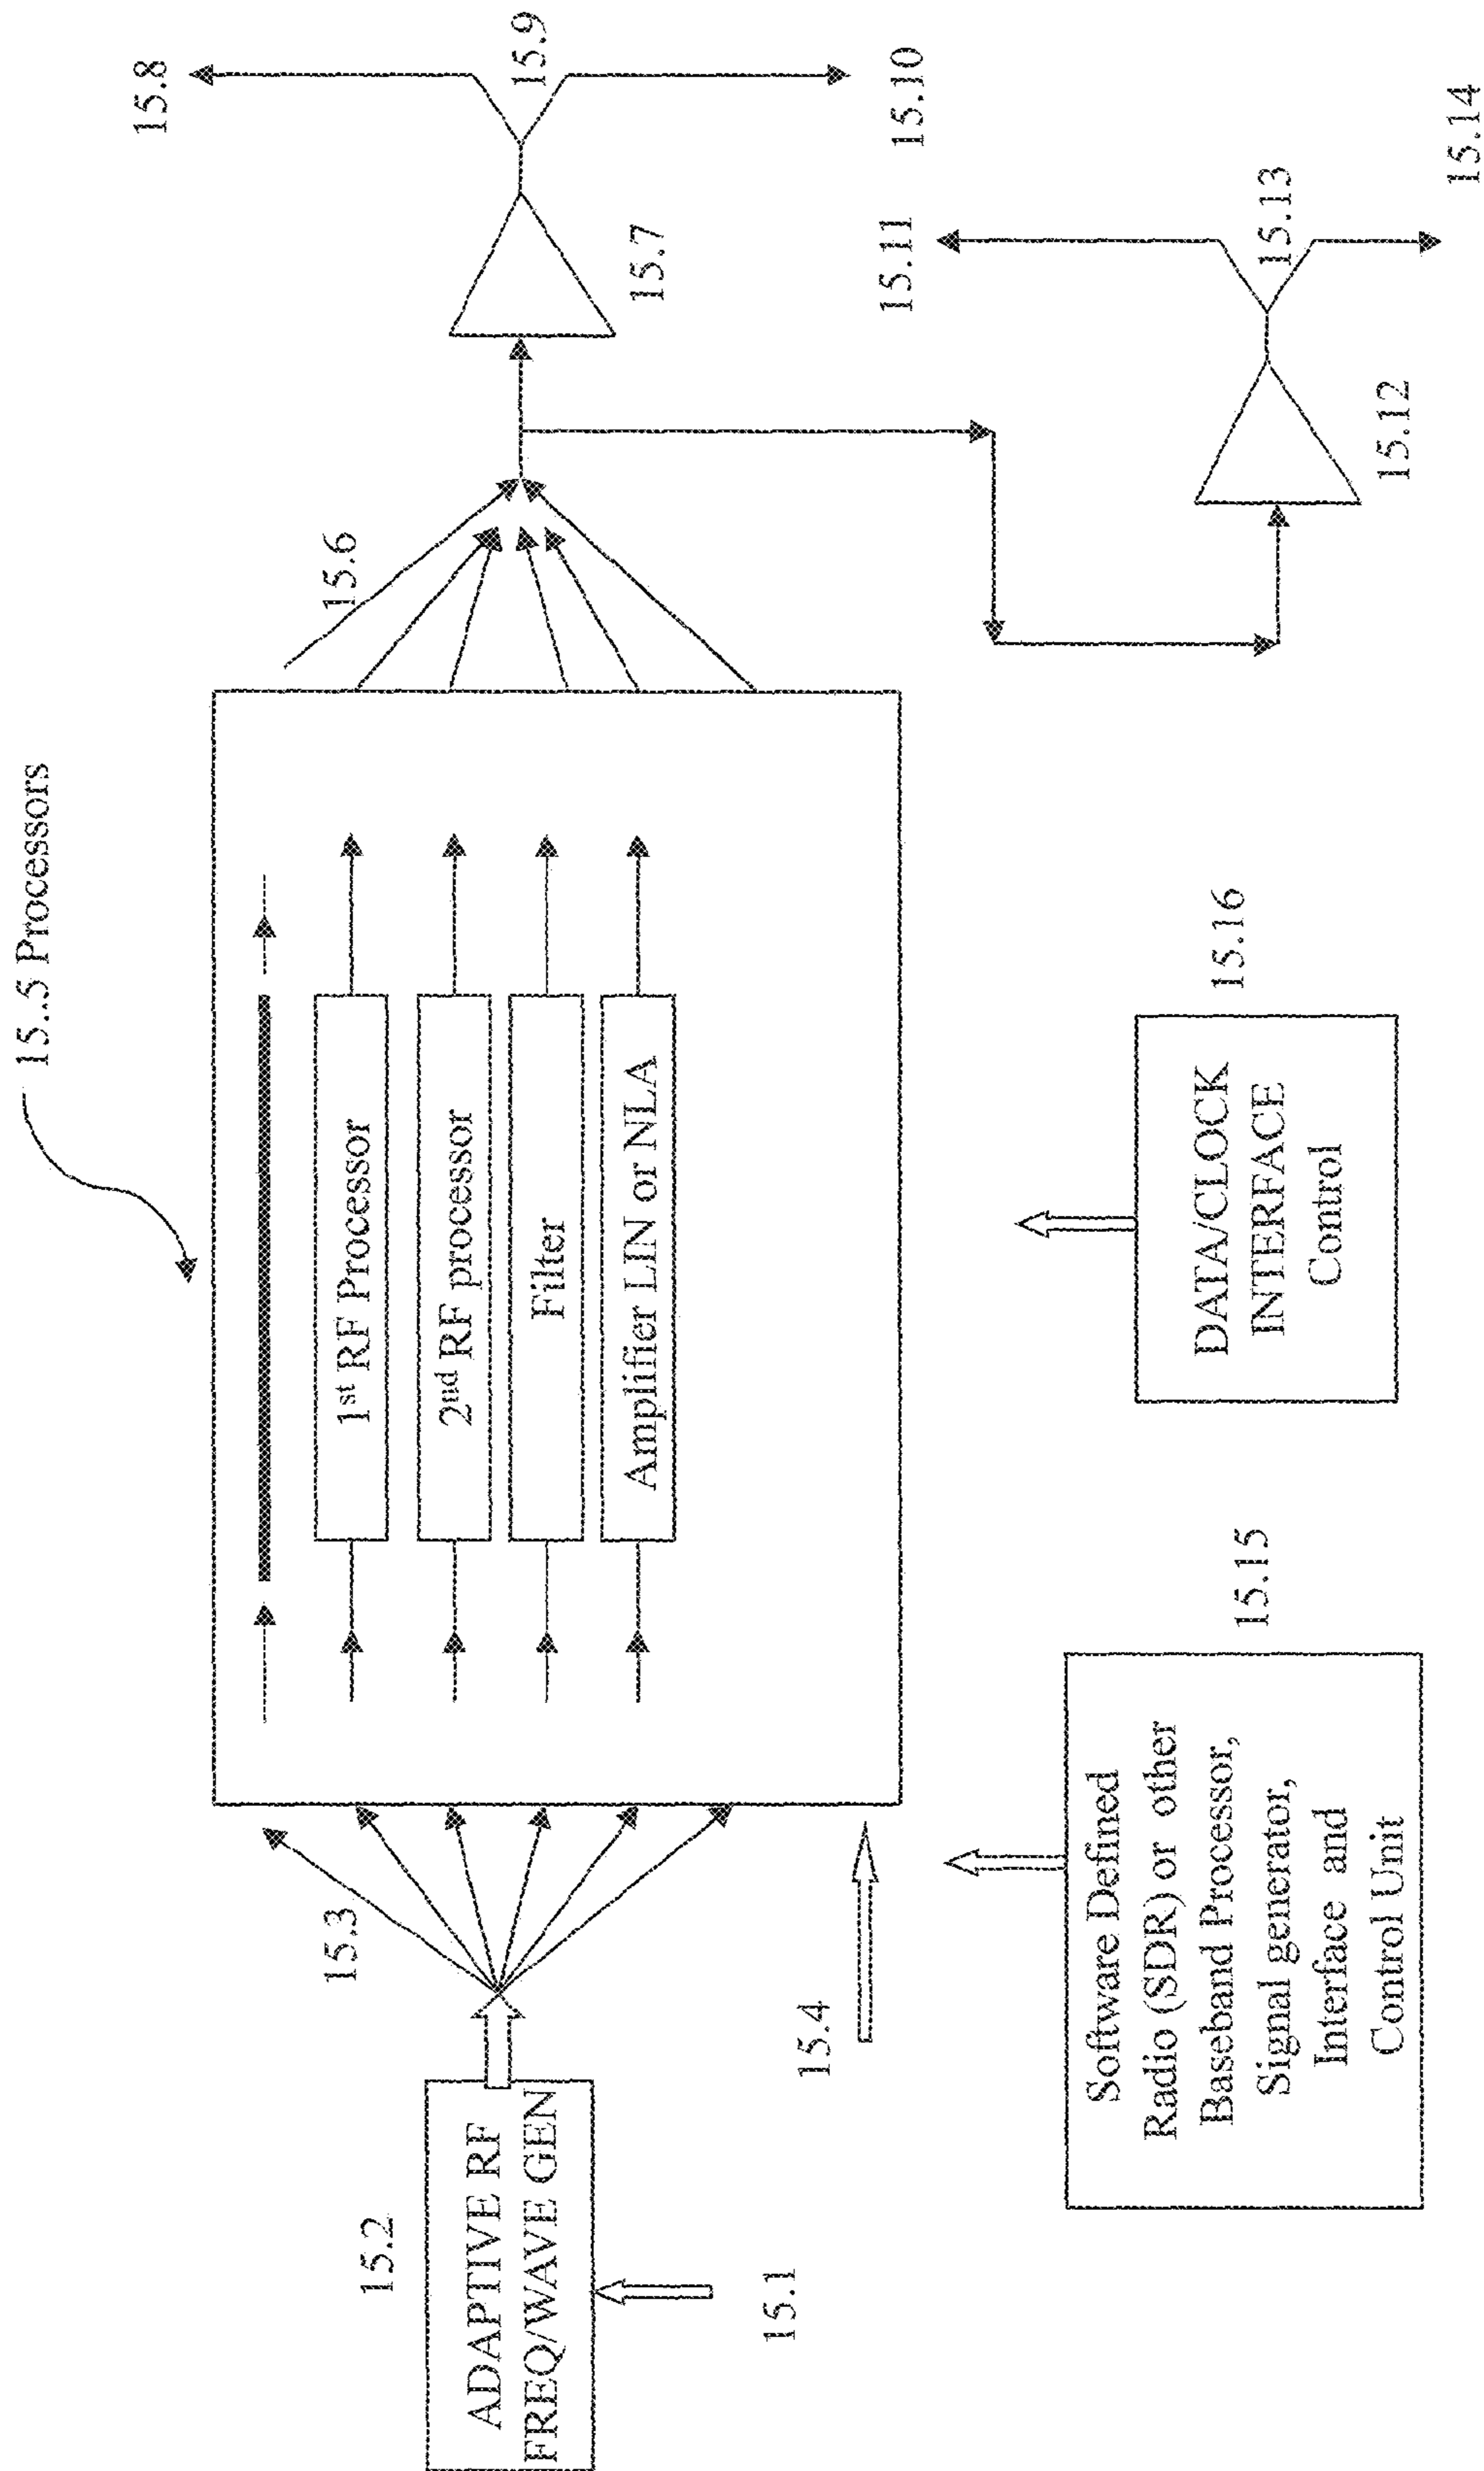 15..5 Processors
15.8
15.9
15.10
15.7
15.6
15.11
15.13
15.14
15.12
1st RF Processor
2nd RF processor
Filter
Amplifier LIN or NLA
15.3
15.2
ADAPTIVE RF
FREQ/WAVE GEN
15.1
15.4
15.15
Software Defined
Radio (SDR) or other
Baseband Processor,
Signal generator,
Interface and
Control Unit
15.16
DATA/CLOCK
INTERFACE
Control